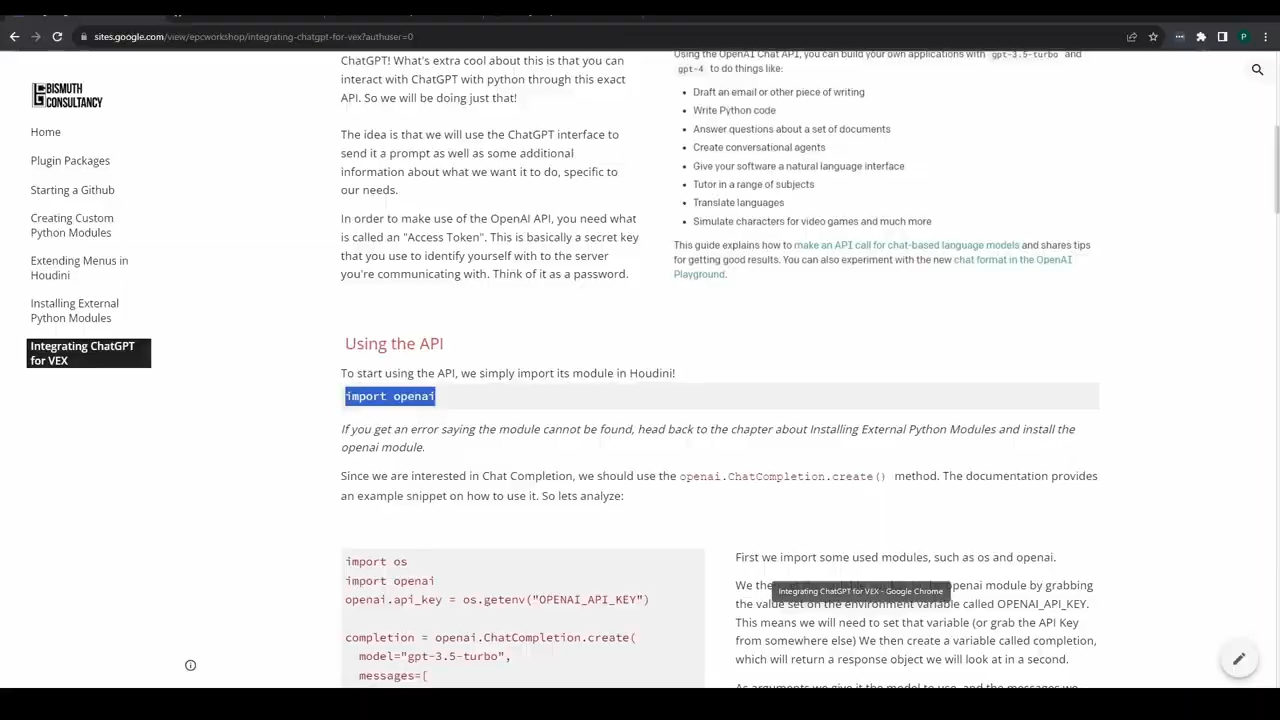 sites.google.com/view/epcworkshop/integrating-chatgpt-for-vex?authuser=0
P
BISMUTH
CONSULTANCY
Home
Plugin Packages
Starting a Github
Creating Custom
Python Modules
Extending Menus in
Houdini
Installing External
Python Modules
Integrating ChatGPT
for VEX
ChatGPT! What's extra cool about this is that you can
interact with ChatGPT with python through this exact
API. So we will be doing just that!
The idea is that we will use the ChatGPT interface to
send it a prompt as well as some additional
information about what we want it to do, specific to
our needs.
In order to make use of the OpenAI API, you need what
is called an "Access Token". This is basically a secret key
that you use to identify yourself with to the server
you're communicating with. Think of it as a password.
Using the OpenAI Chat API, you can build your own applications with gpt-3.5-turbo and
gpt-4 to do things like:
• Draft an email or other piece of writing
• Write Python code
• Answer questions about a set of documents
• Create conversational agents
• Give your software a natural language interface
• Tutor in a range of subjects
• Translate languages
• Simulate characters for video games and much more
This guide explains how to make an API call for chat-based language models and shares tips
for getting good results. You can also experiment with the new chat format in the OpenAI
Playground.
Using the API
To start using the API, we simply import its module in Houdini!
import openai
If you get an error saying the module cannot be found, head back to the chapter about Installing External Python Modules and install the
openai module.
Since we are interested in Chat Completion, we should use the openai.ChatCompletion.create() method. The documentation provides
an example snippet on how to use it. So lets analyze:
import os
import openai
openai.api_key = os.getenv("OPENAI_API_KEY")
completion = openai.ChatCompletion.create(
model="gpt-3.5-turbo",
messages=[
First we import some used modules, such as os and openai.
We then openai module by grabbing
Integrating ChatGPT for VEX - Google Chrome
the value set on the environment variable called OPENAI_API_KEY.
This means we will need to set that variable (or grab the API Key
from somewhere else) We then create a variable called completion,
which will return a response object we will look at in a second.
As arguments we give it the model to use, and the messages we